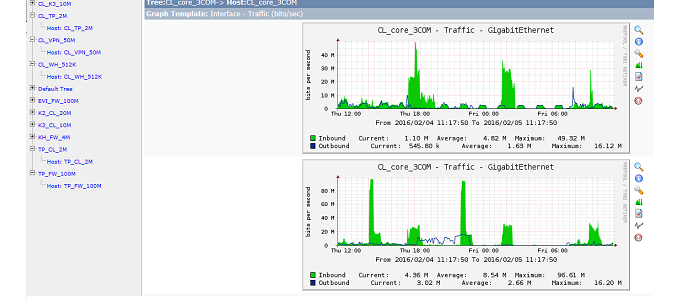 CL_K3_10M
CL_TP_2M
Host: CL_TP_2M
CL_VPN_50M
Host: CL_VPN_50M
CL_WH_512K
Host: CL_WH_512K
Default Tree
EVI_FW_100M
K2_CL_20M
K3_CL_10M
KH_FW_4M
TP_CL_2M
Host: TP_CL_2M
TP_FW_100M
Host: TP_FW_100M
Tree:CL_core_3COM-> Host:CL_core_3COM
Graph Template: Interface - Traffic (bits/sec)
CL_core_3COM - Traffic - GigabitEthernet
bits per second
40 M
30 M
20 M
10 M
0
Thu 12:00 Thu 18:00 Fri 00:00 Fri 06:00
From 2016/02/04 11:17:50 To 2016/02/05 11:17:50
Inbound Current: 1.10 M Average: 4.82 M Maximum: 49.32 M
Outbound Current: 545.80 k Average: 1.63 M Maximum: 16.12 M
RRDTOOL / TOBI OETIKER
CL_core_3COM - Traffic - GigabitEthernet
bits per second
80 M
60 M
40 M
20 M
0
Thu 12:00 Thu 18:00 Fri 00:00 Fri 06:00
From 2016/02/04 11:17:50 To 2016/02/05 11:17:50
Inbound Current: 4.36 M Average: 8.54 M Maximum: 96.61 M
Outbound Current: 3.02 M Average: 2.66 M Maximum: 16.20 M
RRDTOOL / TOBI OETIKER